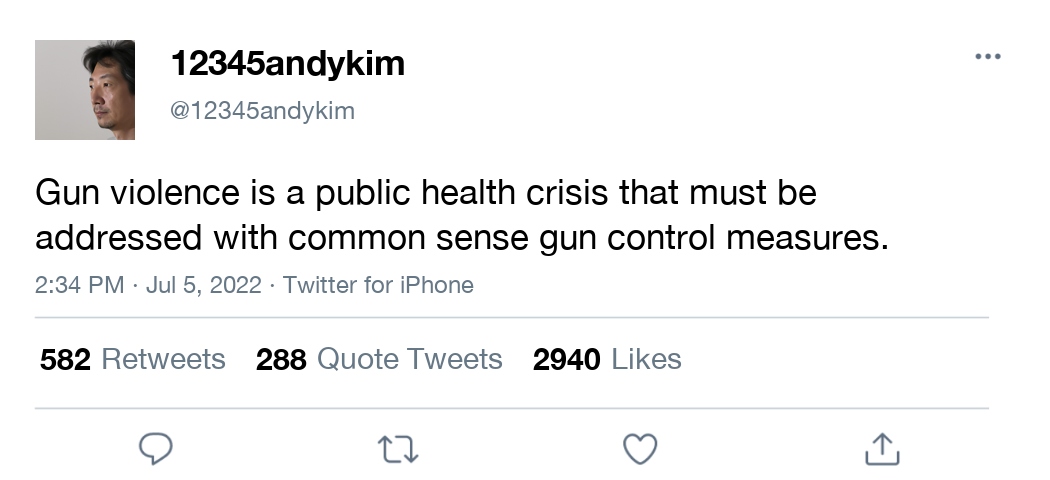 12345andykim
@12345andykim
Gun violence is a public health crisis that must be
addressed with common sense gun control measures.
2:34 PM · Jul 5, 2022 · Twitter for iPhone
582 Retweets 288 Quote Tweets 2940 Likes